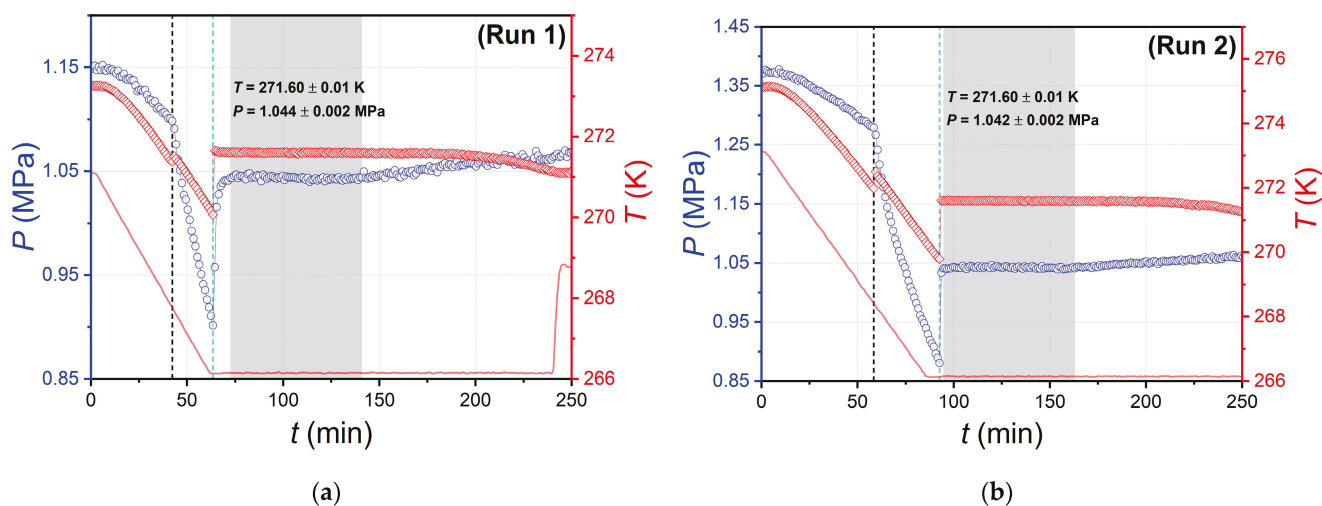 (Run 1)
T = 271.60 ± 0.01 K
P = 1.044 ± 0.002 MPa
P (MPa)
1.15
1.05
0.95
0.85
T (K)
274
272
270
268
266
0 50 100 150 200 250
t (min)
(a)
(Run 2)
T = 271.60 ± 0.01 K
P = 1.042 ± 0.002 MPa
P (MPa)
1.45
1.35
1.25
1.15
1.05
0.95
0.85
T (K)
276
274
272
270
268
266
0 50 100 150 200 250
t (min)
(b)